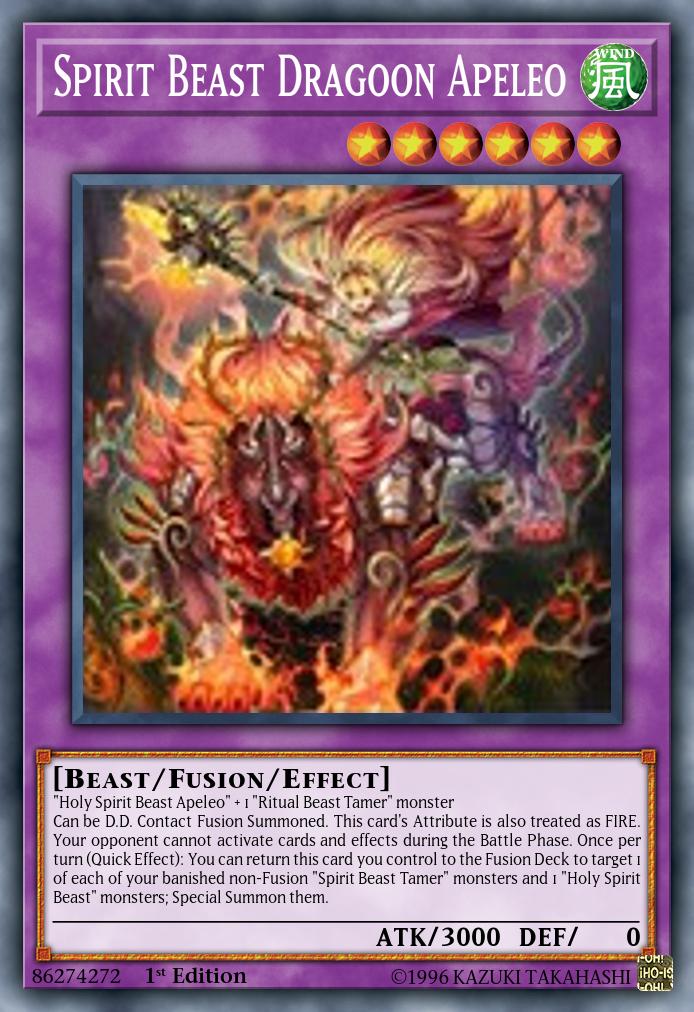 SPIRIT BEAST DRAGOON APELEO
WIND
風
[BEAST/FUSION/EFFECT]
"Holy Spirit Beast Apeleo" + 1 "Ritual Beast Tamer" monster
Can be D.D. Contact Fusion Summoned. This card's Attribute is also treated as FIRE.
Your opponent cannot activate cards and effects during the Battle Phase. Once per
turn (Quick Effect): You can return this card you control to the Fusion Deck to target 1
of each of your banished non-Fusion "Spirit Beast Tamer" monsters and 1 "Holy Spirit
Beast" monsters; Special Summon them.
ATK/3000 DEF/ 0
86274272 1st Edition ©1996 KAZUKI TAKAHASHI